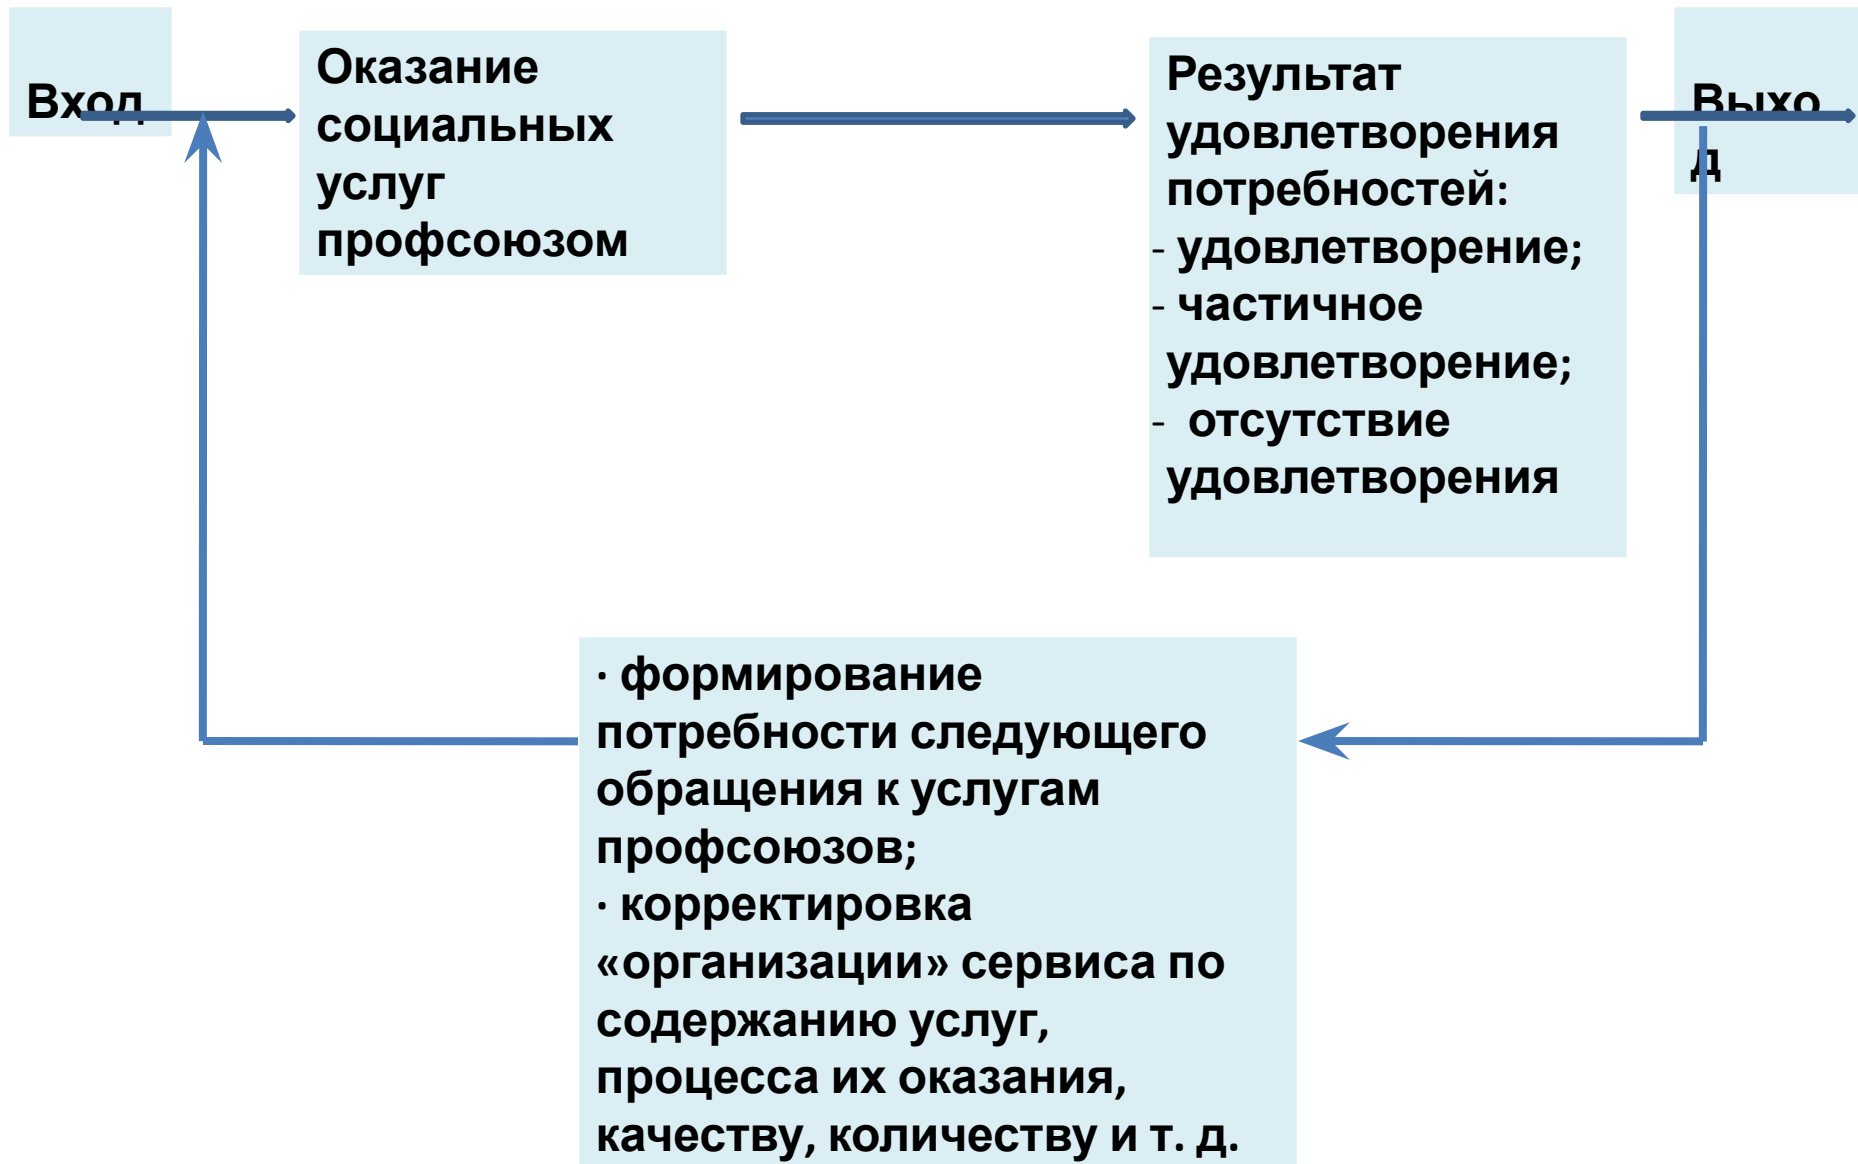 Вход
Оказание
социальных
услуг
профсоюзом
Результат
удовлетворения
потребностей:
- удовлетворение;
- частичное
удовлетворение;
- отсутствие
удовлетворения
Выхо
д
· формирование
потребности следующего
обращения к услугам
профсоюзов;
· корректировка
«организации» сервиса по
содержанию услуг,
процесса их оказания,
качеству, количеству и т. д.